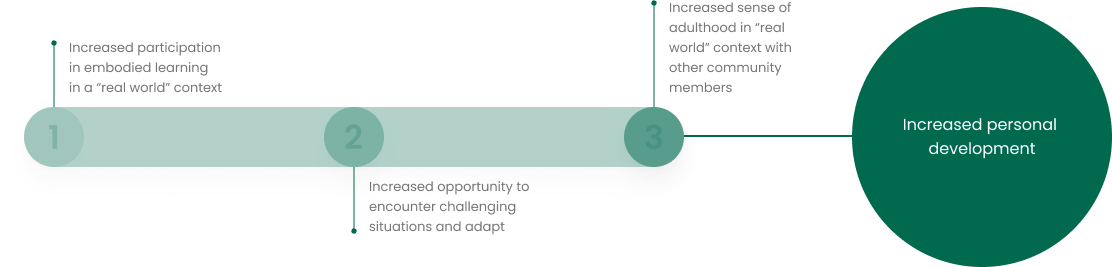 1
Increased participation
in embodied learning
in a “real world” context
2
Increased opportunity to
encounter challenging
situations and adapt
3
Increased sense of
adulthood in “real
world” context with
other community
members
Increased personal
development